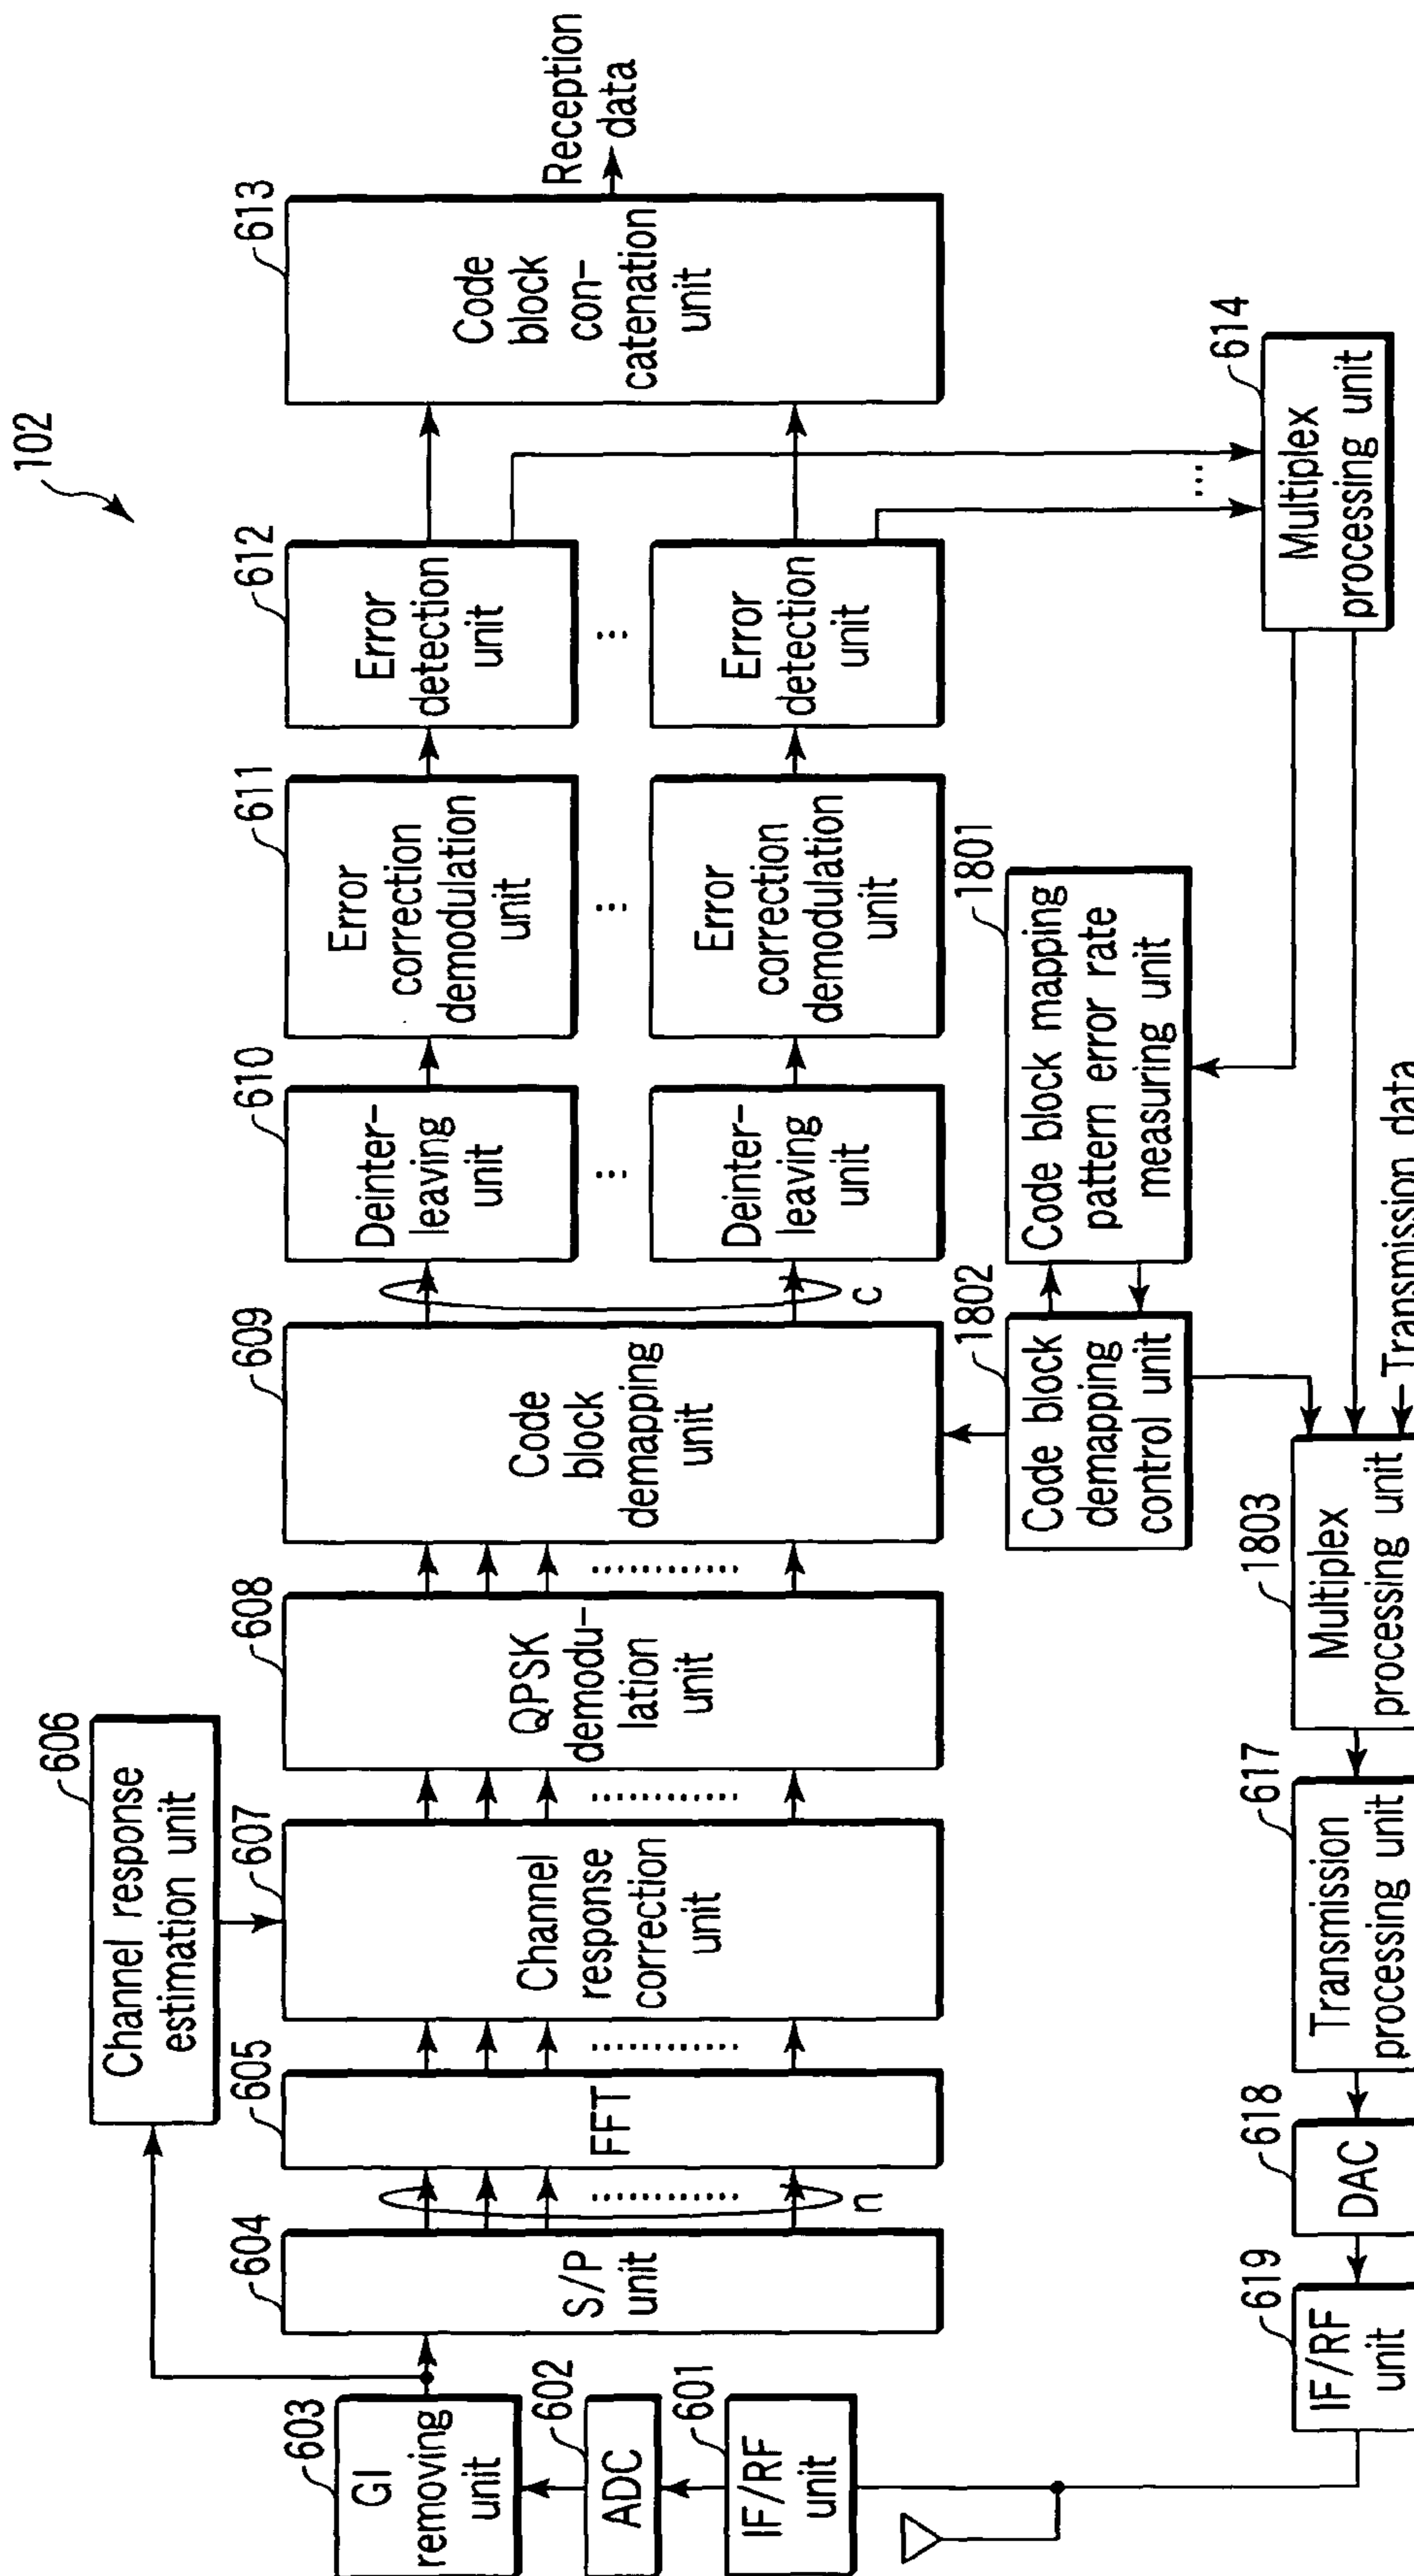 102
603
GI
removing
unit
602
ADC
601
IF/RF
unit
604
S/P
unit
n
605
FFT
606
Channel response
estimation unit
607
Channel
response
correction
unit
608
QPSK
demodu-
lation
unit
609
Code
block
demapping
unit
c
610
Deinter-
leaving
unit
Deinter-
leaving
unit
611
Error
correction
demodulation
unit
Error
correction
demodulation
unit
612
Error
detection
unit
Error
detection
unit
613
Code
block
con-
catenation
unit
Reception
data
614
Multiplex
processing unit
1801
Code block mapping
pattern error rate
measuring unit
1802
Code block
demapping
control unit
Transmission data
1803
Multiplex
processing unit
617
Transmission
processing unit
618
DAC
619
IF/RF
unit